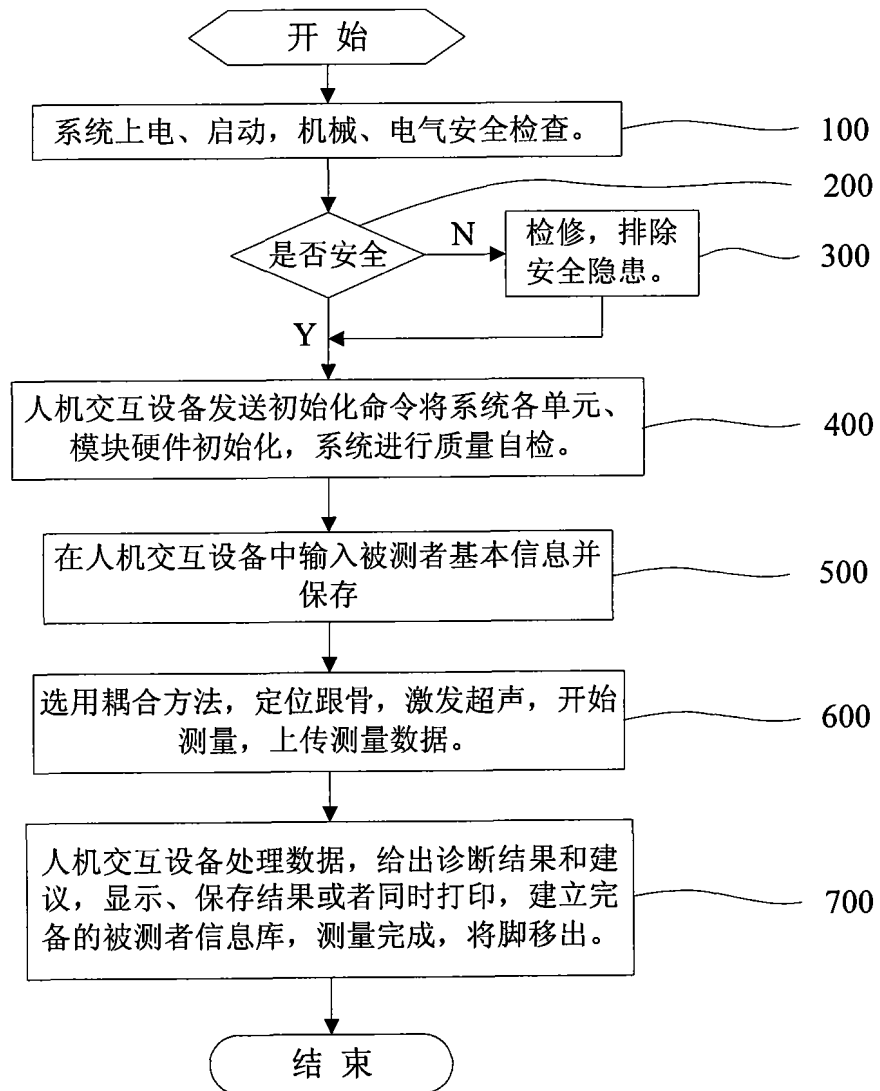 开 始
系统上电、启动，机械、电气安全检查。
100
200
是否安全
N
检修，排除
安全隐患。
300
Y
人机交互设备发送初始化命令将系统各单元、
模块硬件初始化，系统进行质量自检。
400
在人机交互设备中输入被测者基本信息并
保存
500
选用耦合方法，定位跟骨，激发超声，开始
测量，上传测量数据。
600
人机交互设备处理数据，给出诊断结果和建
议，显示、保存结果或者同时打印，建立完
备的被测者信息库，测量完成，将脚移出。
700
结 束